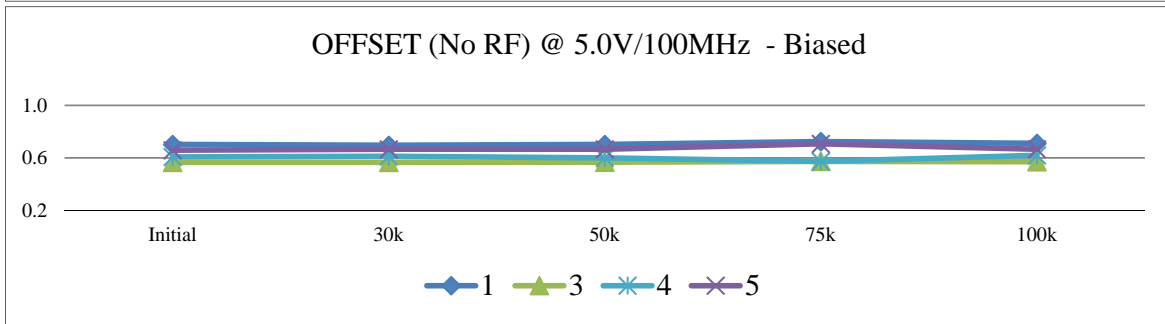 OFFSET (No RF) @ 5.0V/100MHz - Biased
1.0
0.6
0.2
Initial 30k 50k 75k 100k
1 3 4 5